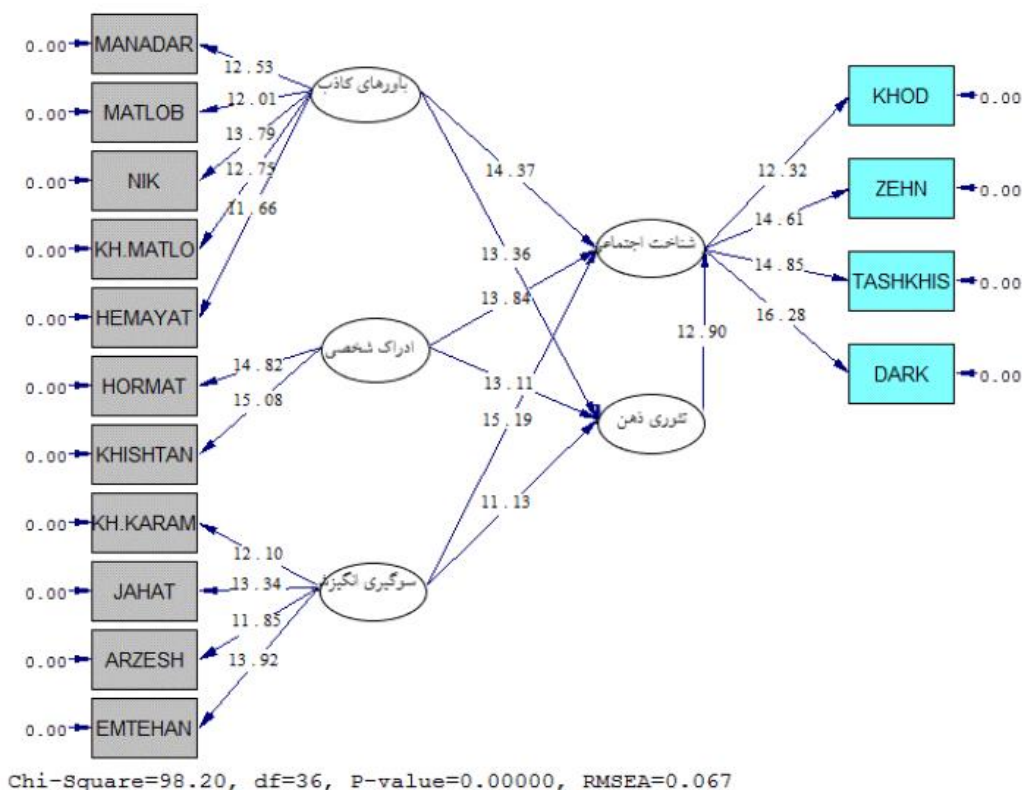 0.00 MANADAR
0.00 MATLOB
0.00 NIK
0.00 KH.MATLO
0.00 HEMAYAT
0.00 HORMAT
0.00 KHISHTAN
0.00 KH.KARAM
0.00 JAHAT
0.00 ARZESH
0.00 EMTEHAN
12.53
12.01
13.79
12.75
11.66
14.82
15.08
12.10
13.34
11.85
13.92
باورهای کاذب
ادراک شخصی
سوگیری انگیزش
14.37
13.36
13.84
13.11
15.19
11.13
شناخت اجتماعی
12.90
تئوری ذهن
12.32
14.61
14.85
16.28
KHOD 0.00
ZEHN 0.00
TASHKHIS 0.00
DARK 0.00
Chi-Square=98.20, df=36, P-value=0.00000, RMSEA=0.067